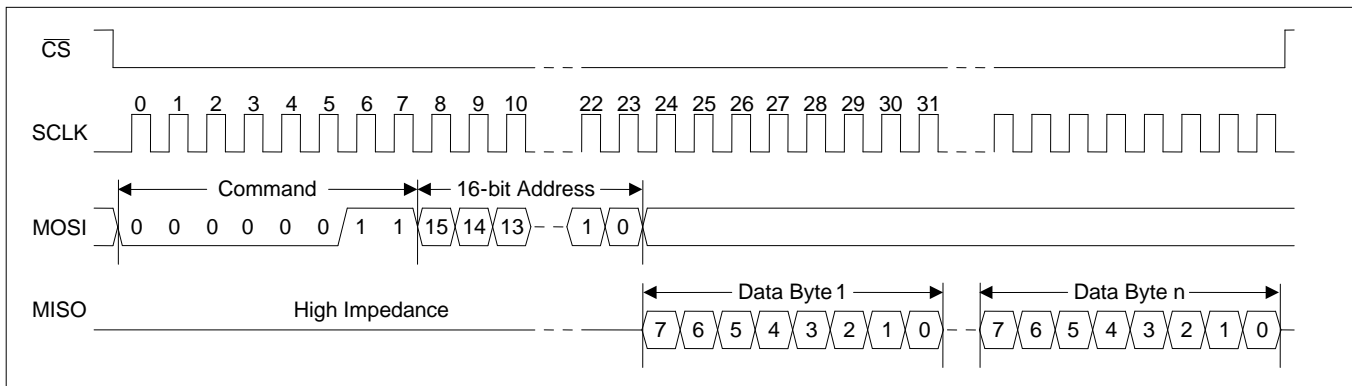 CS
0 1 2 3 4 5 6 7 8 9 10 22 23 24 25 26 27 28 29 30 31
SCLK
Command 16-bit Address
MOSI 0 0 0 0 0 0 1 1 15 14 13 1 0
Data Byte 1 Data Byte n
MISO High Impedance
7 6 5 4 3 2 1 0 7 6 5 4 3 2 1 0